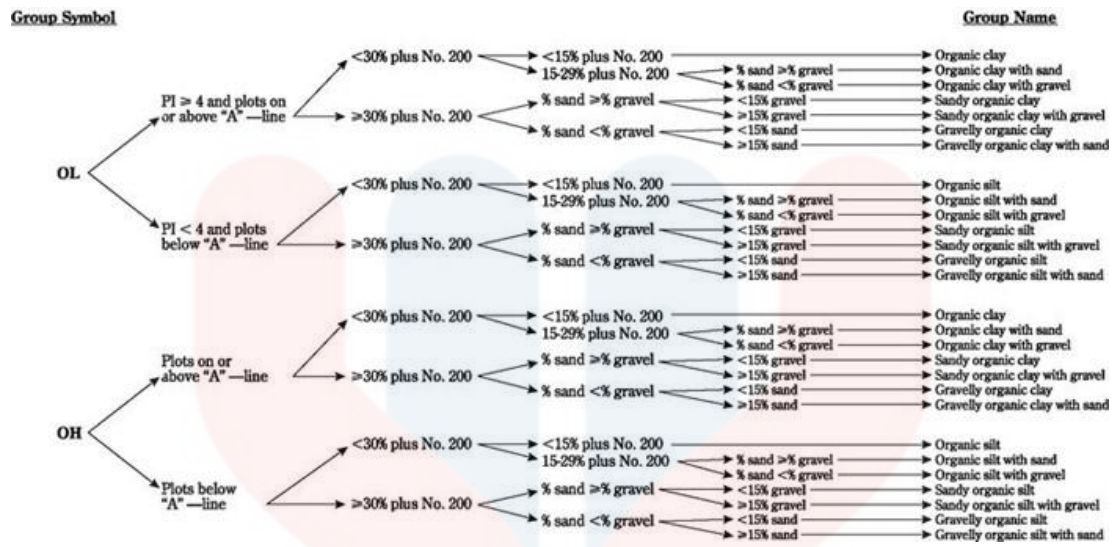 Group Symbol Group Name
<30% plus No. 200 <15% plus No. 200 Organic clay
15-29% plus No. 200 % sand ≥% gravel Organic clay with sand
% sand <% gravel Organic clay with gravel
PI ≥ 4 and plots on
or above "A" —line
≥30% plus No. 200 % sand ≥% gravel <15% gravel Sandy organic clay
≥15% gravel Sandy organic clay with gravel
% sand <% gravel <15% sand Gravelly organic clay
≥15% sand Gravelly organic clay with sand
OL
<30% plus No. 200 <15% plus No. 200 Organic silt
15-29% plus No. 200 % sand ≥% gravel Organic silt with sand
% sand <% gravel Organic silt with gravel
PI < 4 and plots
below "A" —line
≥30% plus No. 200 % sand ≥% gravel <15% gravel Sandy organic silt
≥15% gravel Sandy organic silt with gravel
% sand <% gravel <15% sand Gravelly organic silt
≥15% sand Gravelly organic silt with sand
<30% plus No. 200 <15% plus No. 200 Organic clay
15-29% plus No. 200 % sand ≥% gravel Organic clay with sand
% sand <% gravel Organic clay with gravel
Plots on or
above "A" —line
≥30% plus No. 200 % sand ≥% gravel <15% gravel Sandy organic clay
≥15% gravel Sandy organic clay with gravel
% sand <% gravel <15% sand Gravelly organic clay
≥15% sand Gravelly organic clay with sand
OH
<30% plus No. 200 <15% plus No. 200 Organic silt
15-29% plus No. 200 % sand ≥% gravel Organic silt with sand
% sand <% gravel Organic silt with gravel
Plots below
"A" —line
≥30% plus No. 200 % sand ≥% gravel <15% gravel Sandy organic silt
≥15% gravel Sandy organic silt with gravel
% sand <% gravel <15% sand Gravelly organic silt
≥15% sand Gravelly organic silt with sand